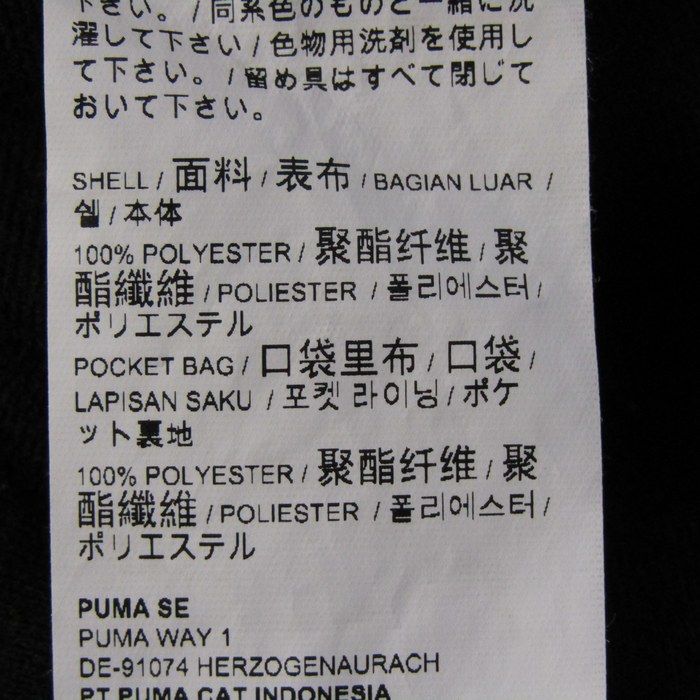 下さい。/同系色のものと一緒に洗
濯して下さい/色物用洗剤を使用し
て下さい。/留め具はすべて閉じて
おいて下さい。
SHELL / 面料 / 表布 / BAGIAN LUAR /
쉘 / 本体
100% POLYESTER / 聚酯纤维 / 聚
酯纖維 / POLIESTER / 폴리에스터 /
ポリエステル
POCKET BAG / 口袋里布 / 口袋 /
LAPISAN SAKU / 포켓 라이닝 / ポケ
ット裏地
100% POLYESTER / 聚酯纤维 / 聚
酯纖維 / POLIESTER / 폴리에스터 /
ポリエステル
PUMA SE
PUMA WAY 1
DE-91074 HERZOGENAURACH
PT PUMA CAT INDONESIA